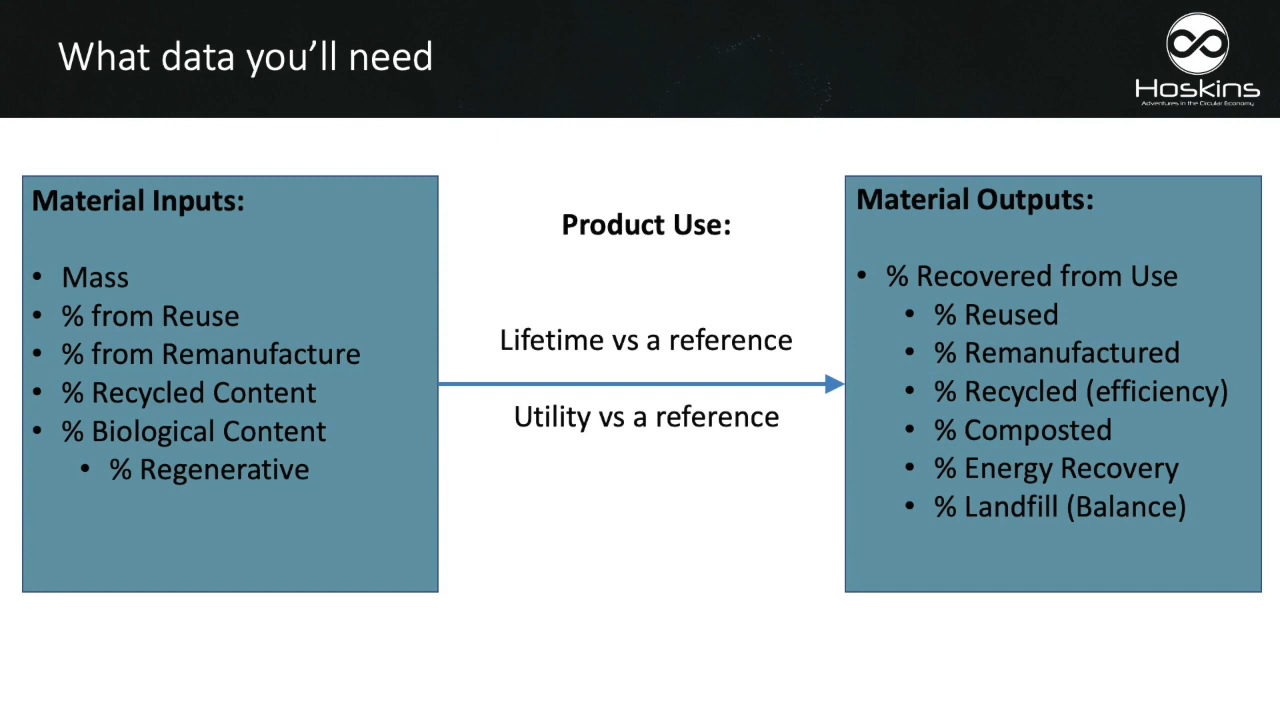 What data you’ll need
Hoskins
Adventures in the Circular Economy
Material Inputs:
• Mass
• % from Reuse
• % from Remanufacture
• % Recycled Content
• % Biological Content
• % Regenerative
Product Use:
Lifetime vs a reference
Utility vs a reference
Material Outputs:
• % Recovered from Use
• % Reused
• % Remanufactured
• % Recycled (efficiency)
• % Composted
• % Energy Recovery
• % Landfill (Balance)